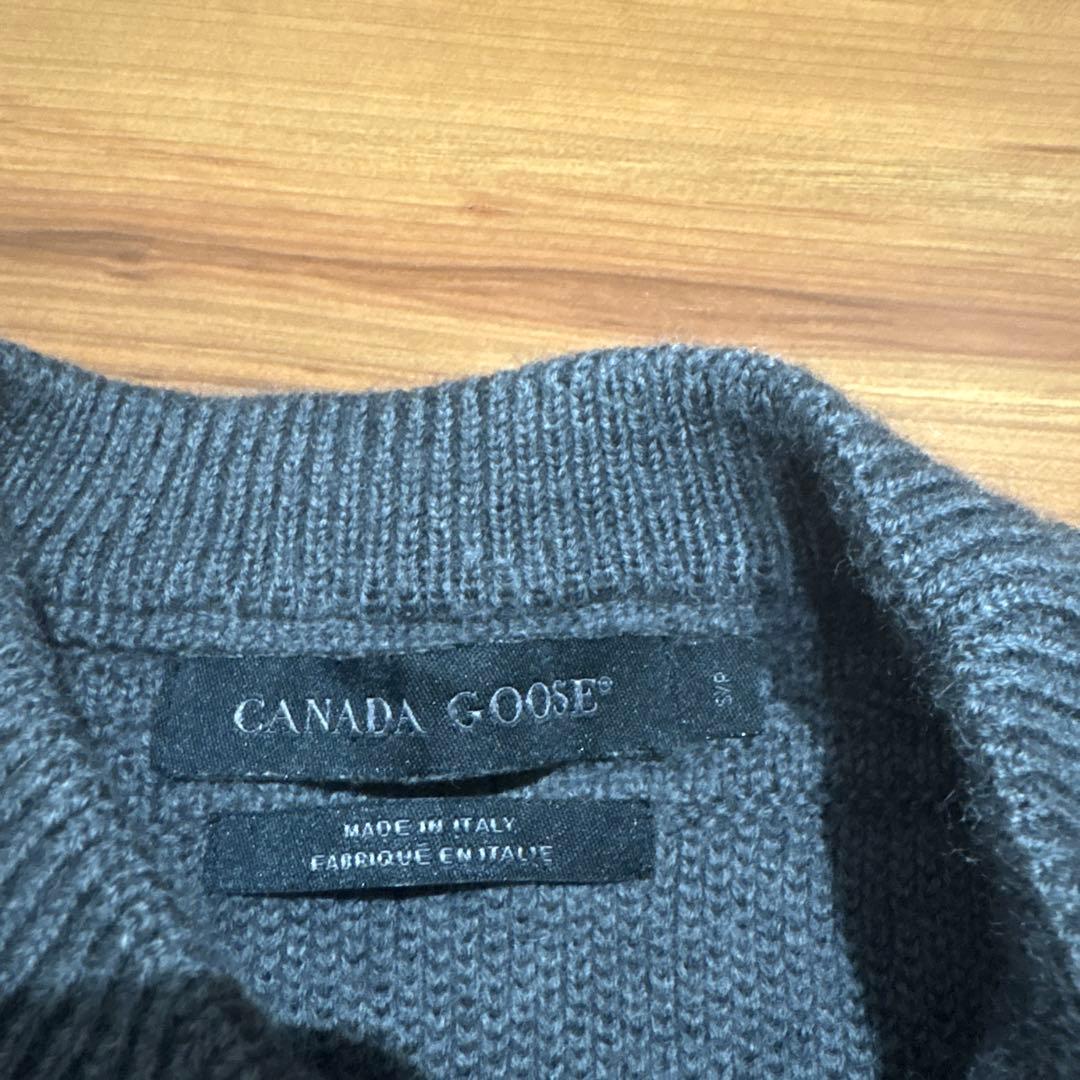 CANADA GOOSE®
S/P
MADE IN ITALY
FABRIQUÉ EN ITALIE